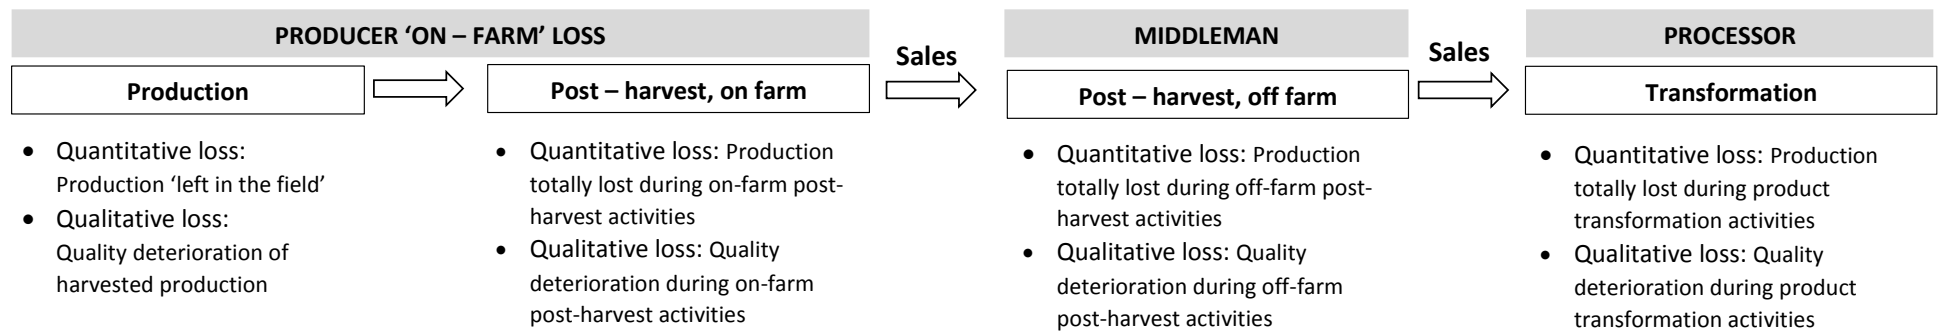 PRODUCER ‘ON – FARM’ LOSS
Production
• Quantitative loss:
Production ‘left in the field’
• Qualitative loss:
Quality deterioration of
harvested production
Post – harvest, on farm
• Quantitative loss: Production
totally lost during on-farm post-
harvest activities
• Qualitative loss: Quality
deterioration during on-farm
post-harvest activities
Sales
MIDDLEMAN
Post – harvest, off farm
• Quantitative loss: Production
totally lost during off-farm post-
harvest activities
• Qualitative loss: Quality
deterioration during off-farm
post-harvest activities
Sales
PROCESSOR
Transformation
• Quantitative loss: Production
totally lost during product
transformation activities
• Qualitative loss: Quality
deterioration during product
transformation activities